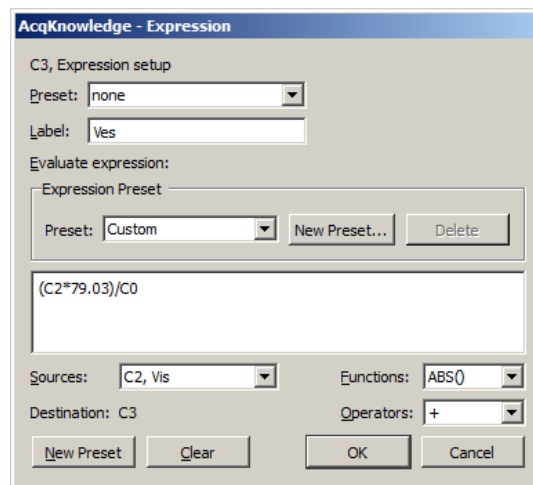 AcqKnowledge - Expression
C3, Expression setup
Preset: none
Label: Ves
Evaluate expression:
Expression Preset
Preset: Custom New Preset... Delete
(C2*79.03)/C0
Sources: C2, Vis Functions: ABS()
Destination: C3 Operators: +
New Preset Clear OK Cancel